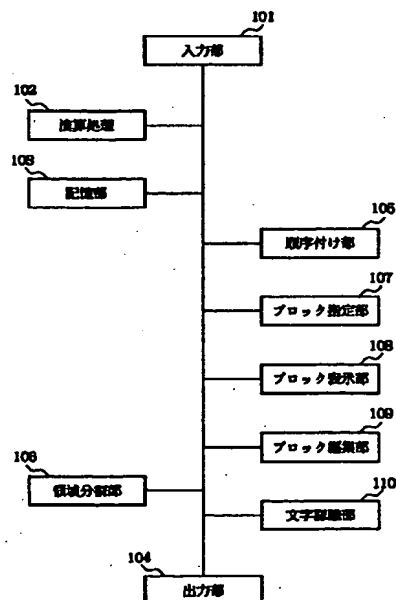 101
入力部
102
演算処理
103
記憶部
105
順序付け部
107
ブロック指定部
108
ブロック表示部
109
ブロック編集部
106
領域分割部
110
文字認識部
104
出力部